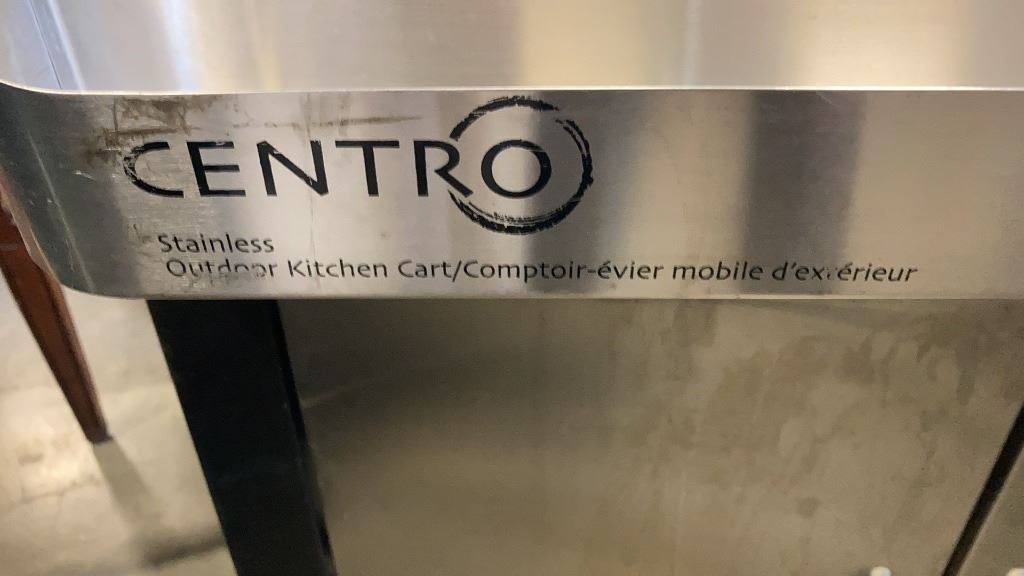 CENTRO
Stainless
Outdoor Kitchen Cart/Comptoir-évier mobile d'extérieur